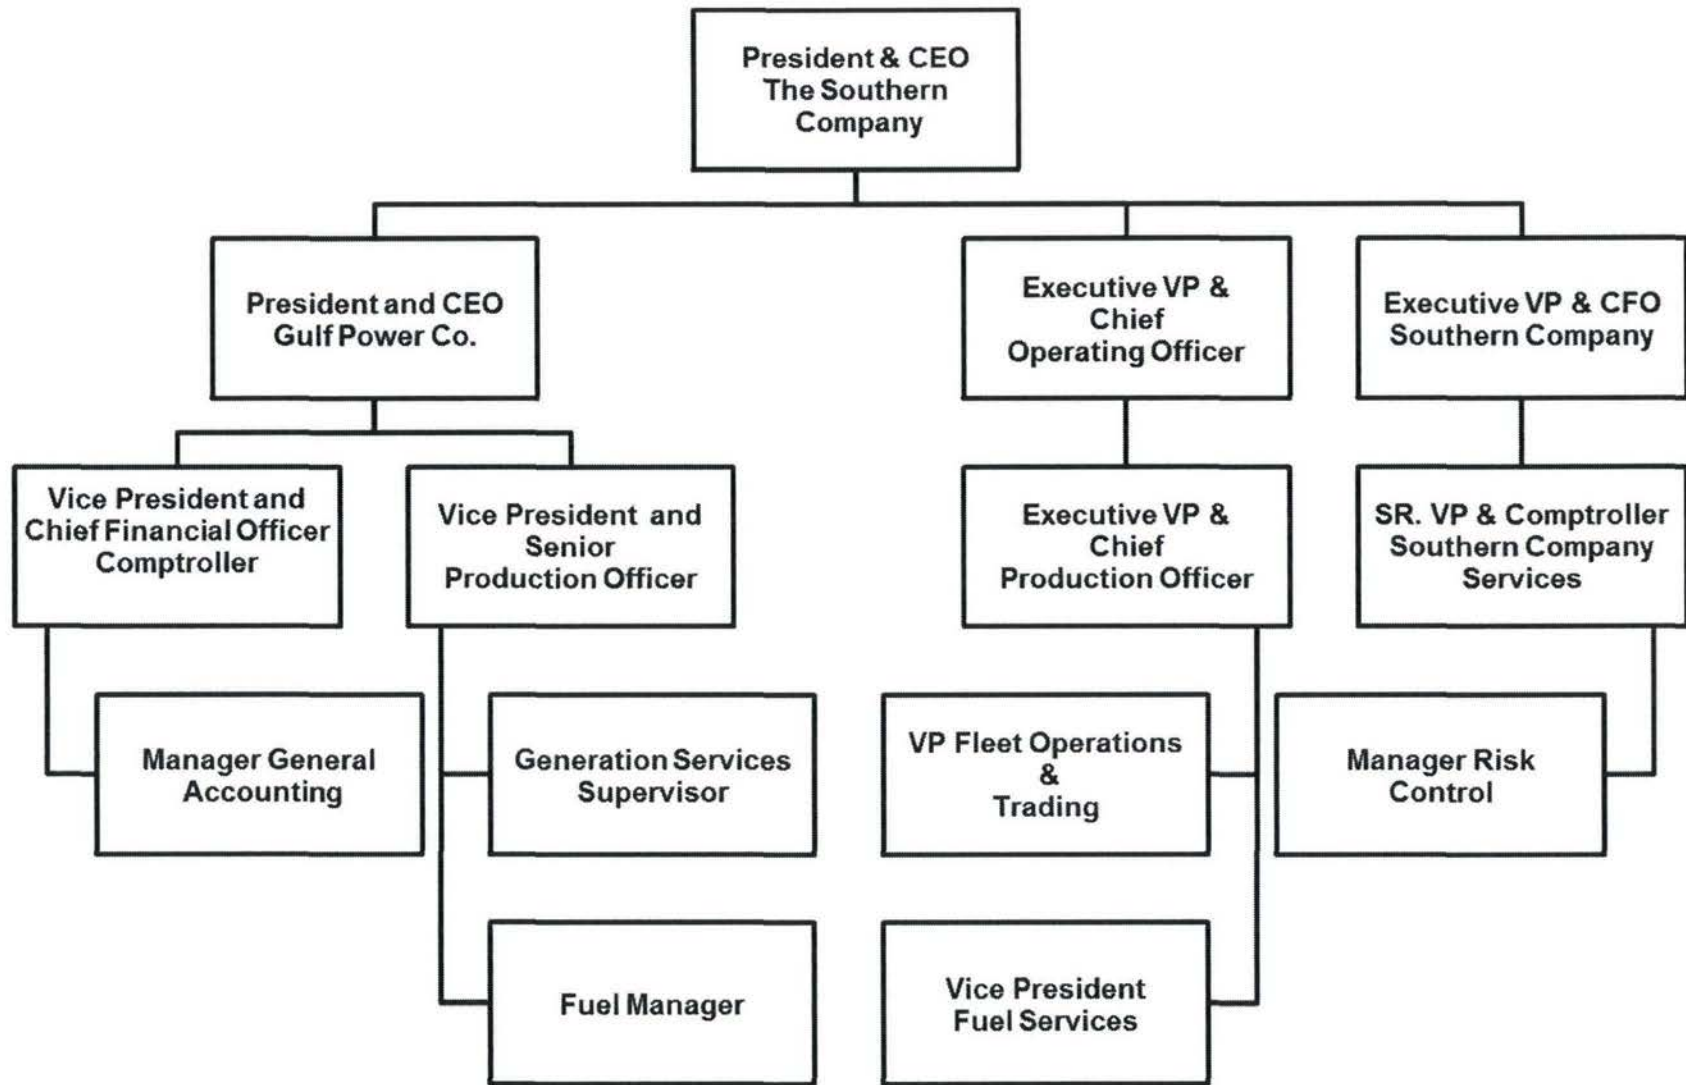 President & CEO
The Southern
Company
President and CEO
Gulf Power Co.
Executive VP &
Chief
Operating Officer
Executive VP & CFO
Southern Company
Vice President and
Chief Financial Officer
Comptroller
Vice President and
Senior
Production Officer
Executive VP &
Chief
Production Officer
SR. VP & Comptroller
Southern Company
Services
Manager General
Accounting
Generation Services
Supervisor
VP Fleet Operations
&
Trading
Manager Risk
Control
Fuel Manager
Vice President
Fuel Services